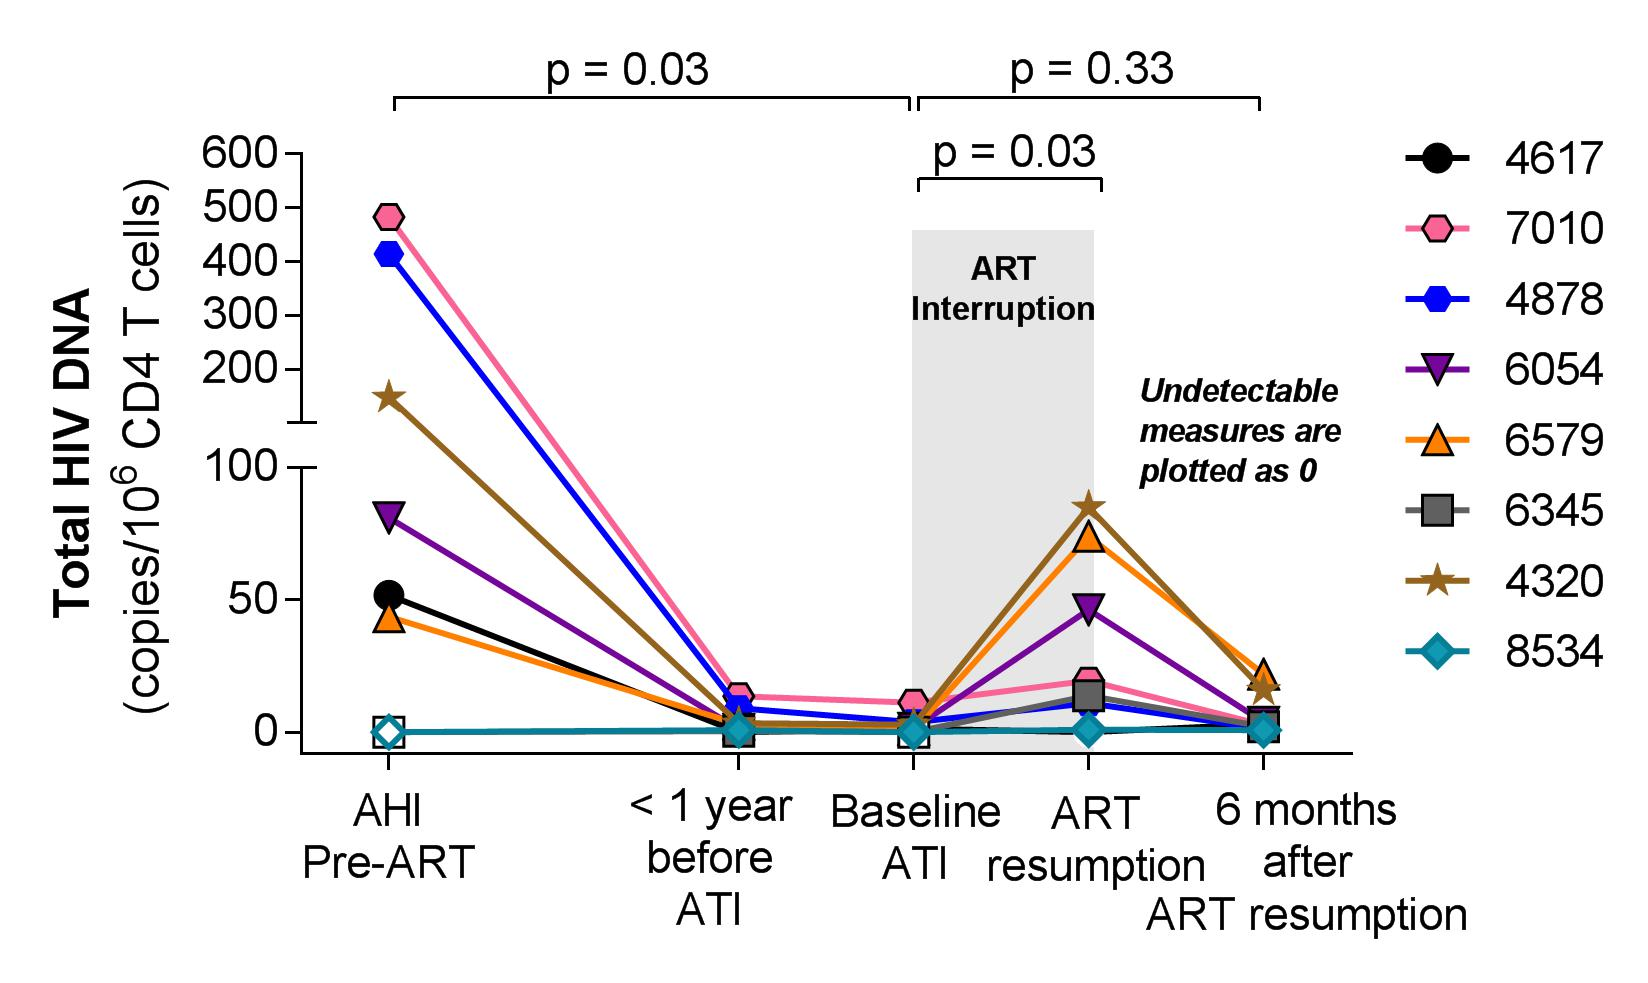 p = 0.03
p = 0.33
p = 0.03
Total HIV DNA
(copies/10⁶ CD4 T cells)
600
500
400
300
200
100
50
0
ART
Interruption
Undetectable
measures are
plotted as 0
4617
7010
4878
6054
6579
6345
4320
8534
AHI
Pre-ART
< 1 year
before
ATI
Baseline
ATI
ART
resumption
6 months
after
ART resumption